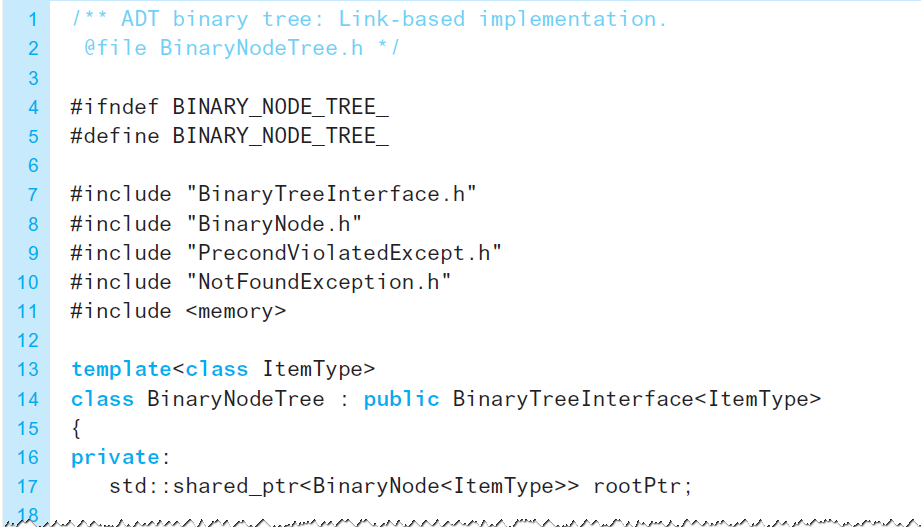 1 /** ADT binary tree: Link-based implementation.
2  @file BinaryNodeTree.h */
3
4 #ifndef BINARY_NODE_TREE_
5 #define BINARY_NODE_TREE_
6
7 #include "BinaryTreeInterface.h"
8 #include "BinaryNode.h"
9 #include "PrecondViolatedExcept.h"
10 #include "NotFoundException.h"
11 #include <memory>
12
13 template<class ItemType>
14 class BinaryNodeTree : public BinaryTreeInterface<ItemType>
15 {
16 private:
17    std::shared_ptr<BinaryNode<ItemType>> rootPtr;
18